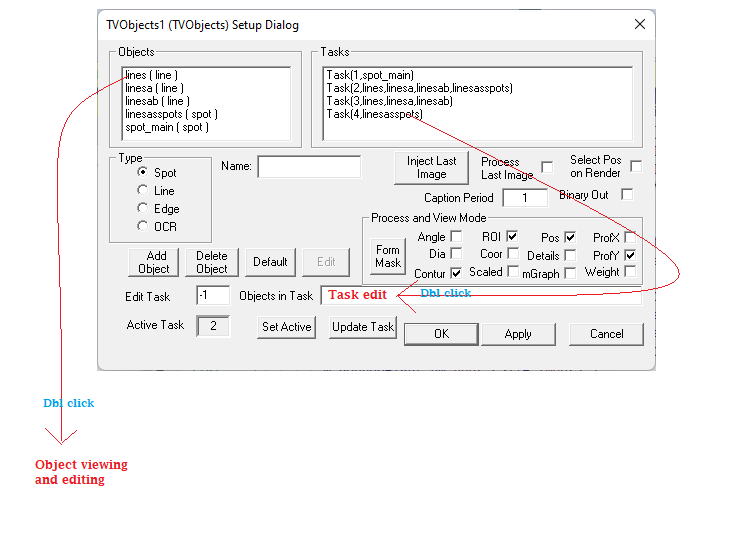 TVObjects1 (TVObjects) Setup Dialog
Objects
lines ( line )
linesa ( line )
linesab ( line )
linesasspots ( spot )
spot_main ( spot )
Tasks
Task(1,spot_main)
Task(2,lines,linesa,linesab,linesasspots)
Task(3,lines,linesa,linesab)
Task(4,linesasspots)
Type
Spot
Line
Edge
OCR
Name:
Inject Last
Image
Process
Last Image
Select Pos
on Render
Caption Period
1
Binary Out
Process and View Mode
Form
Mask
Angle
ROI
Pos
ProfX
Dia
Coor
Details
ProfY
Contur
Scaled
mGraph
Weight
Add
Object
Delete
Object
Default
Edit
Edit Task
-1
Objects in Task
Task edit
Dbl click
Active Task
2
Set Active
Update Task
OK
Apply
Cancel
Dbl click
Object viewing
and editing